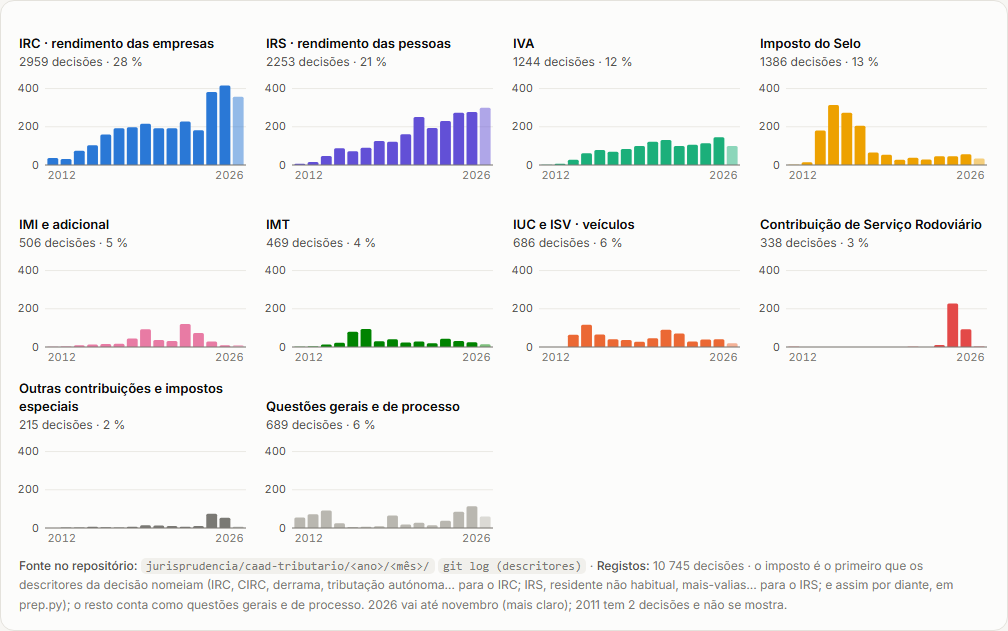 IRC · rendimento das empresas
2959 decisões · 28 %
400
200
0
2012
2026
IRS · rendimento das pessoas
2253 decisões · 21 %
400
200
0
2012
2026
IVA
1244 decisões · 12 %
400
200
0
2012
2026
Imposto do Selo
1386 decisões · 13 %
400
200
0
2012
2026
IMI e adicional
506 decisões · 5 %
400
200
0
2012
2026
IMT
469 decisões · 4 %
400
200
0
2012
2026
IUC e ISV · veículos
686 decisões · 6 %
400
200
0
2012
2026
Contribuição de Serviço Rodoviário
338 decisões · 3 %
400
200
0
2012
2026
Outras contribuições e impostos
especiais
215 decisões · 2 %
400
200
0
2012
2026
Questões gerais e de processo
689 decisões · 6 %
400
200
0
2012
2026
Fonte no repositório: jurisprudencia/caad-tributario/<ano>/<mês>/ git log (descritores) · Registos: 10 745 decisões · o imposto é o primeiro que os
descritores da decisão nomeiam (IRC, CIRC, derrama, tributação autónoma... para o IRC; IRS, residente não habitual, mais-valias... para o IRS; e assim por diante, em
prep.py); o resto conta como questões gerais e de processo. 2026 vai até novembro (mais claro); 2011 tem 2 decisões e não se mostra.